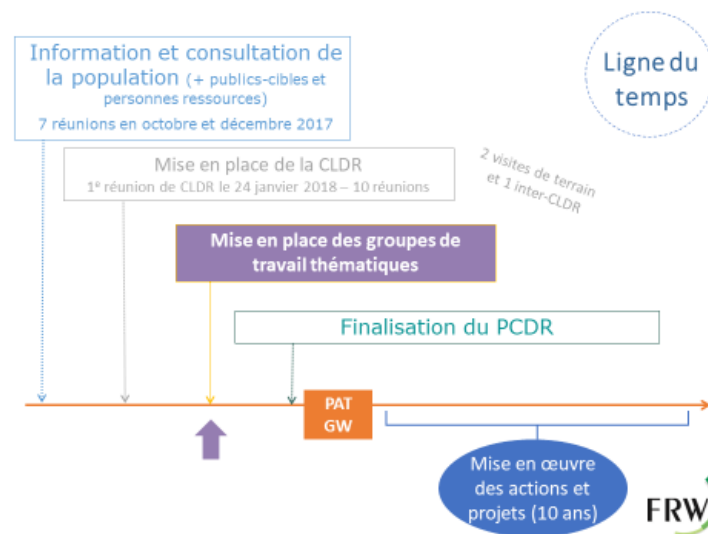 Information et consultation de
la population (+ publics-cibles et
personnes ressources)
7 réunions en octobre et décembre 2017
Ligne du
temps
Mise en place de la CLDR
1e réunion de CLDR le 24 janvier 2018 – 10 réunions
2 visites de terrain
et 1 inter-CLDR
Mise en place des groupes de
travail thématiques
Finalisation du PCDR
PAT
GW
Mise en œuvre
des actions et
projets (10 ans)
FRW